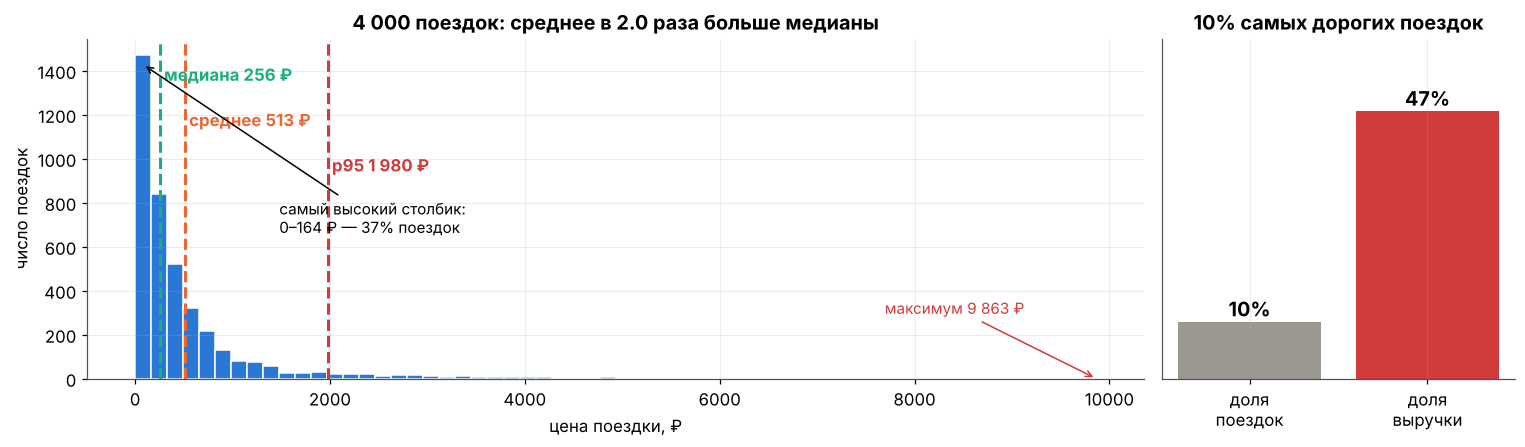 4 000 поездок: среднее в 2.0 раза больше медианы
число поездок
1400
1200
1000
800
600
400
200
0
медиана 256 ₽
среднее 513 ₽
p95 1 980 ₽
самый высокий столбик:
0–164 ₽ — 37% поездок
максимум 9 863 ₽
0
2000
4000
6000
8000
10000
цена поездки, ₽
10% самых дорогих поездок
10%
47%
доля
поездок
доля
выручки